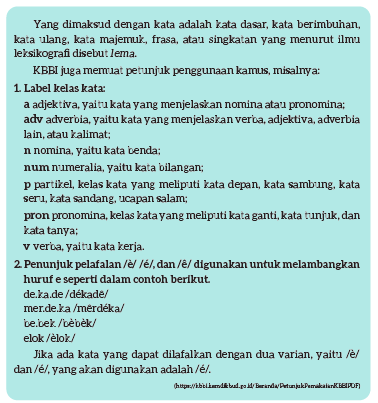 Yang dimaksud dengan kata adalah kata dasar, kata berimbuhan,
kata ulang, kata majemuk, frasa, atau singkatan yang menurut ilmu
leksikografi disebut lema.
KBBI juga memuat petunjuk penggunaan kamus, misalnya:
1. Label kelas kata:
a adjektiva, yaitu kata yang menjelaskan nomina atau pronomina;
adv adverbia, yaitu kata yang menjelaskan verba, adjektiva, adverbia
lain, atau kalimat;
n nomina, yaitu kata benda;
num numeralia, yaitu kata bilangan;
p partikel, kelas kata yang meliputi kata depan, kata sambung, kata
seru, kata sandang, ucapan salam;
pron pronomina, kelas kata yang meliputi kata ganti, kata tunjuk, dan
kata tanya;
v verba, yaitu kata kerja.
2. Penunjuk pelafalan /è/ /é/, dan /ê/ digunakan untuk melambangkan
huruf e seperti dalam contoh berikut.
de.ka.de /dékadê/
mer.de.ka /mêrdéka/
be.bek /bèbèk/
elok /èlok/
Jika ada kata yang dapat dilafalkan dengan dua varian, yaitu /è/
dan /é/, yang akan digunakan adalah /é/.
(https://kbbi.kemdikbud.go.id/Beranda/PetunjukPemakaianKBBIPDF)